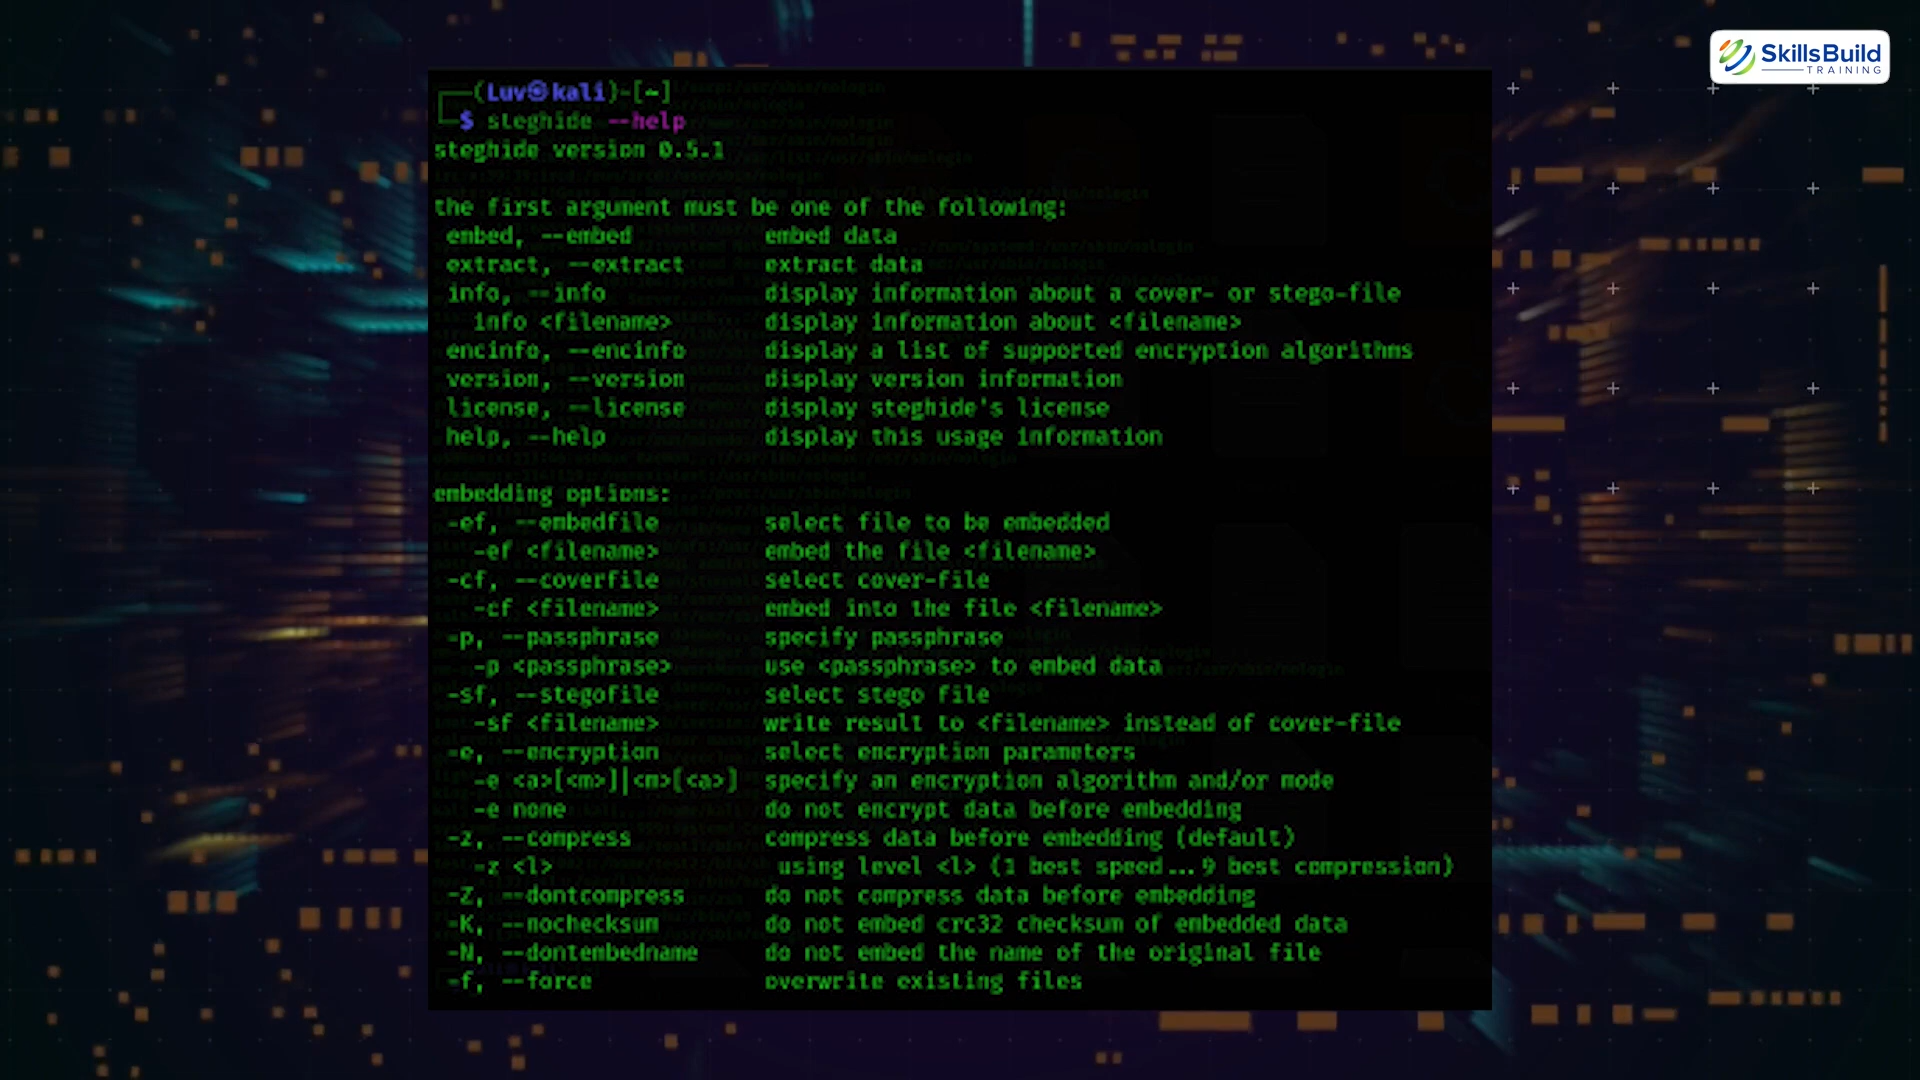 SkillsBuild
TRAINING
(Luv㉿kali)-[~]
$ steghide --help
steghide version 0.5.1
the first argument must be one of the following:
embed, --embed embed data
extract, --extract extract data
info, --info display information about a cover- or stego-file
info <filename> display information about <filename>
encinfo, --encinfo display a list of supported encryption algorithms
version, --version display version information
license, --license display steghide's license
help, --help display this usage information
embedding options:
-ef, --embedfile select file to be embedded
-ef <filename> embed the file <filename>
-cf, --coverfile select cover-file
-cf <filename> embed into the file <filename>
-p, --passphrase specify passphrase
-p <passphrase> use <passphrase> to embed data
-sf, --stegofile select stego file
-sf <filename> write result to <filename> instead of cover-file
-e, --encryption select encryption parameters
-e <a>[<m>]|<m>[<a>] specify an encryption algorithm and/or mode
-e none do not encrypt data before embedding
-z, --compress compress data before embedding (default)
-z <l> using level <l> (1 best speed...9 best compression)
-Z, --dontcompress do not compress data before embedding
-K, --nochecksum do not embed crc32 checksum of embedded data
-N, --dontembedname do not embed the name of the original file
-f, --force overwrite existing files